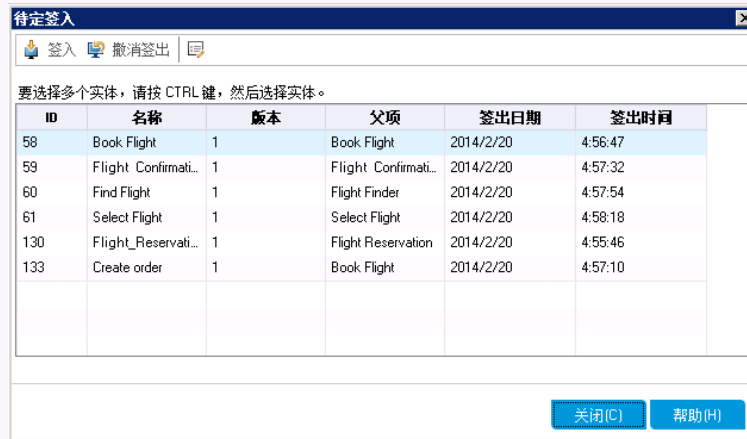 待定签入
签入 撤消签出
要选择多个实体，请按 CTRL 键，然后选择实体。
ID 名称 版本 父项 签出日期 签出时间
58 Book Flight 1 Book Flight 2014/2/20 4:56:47
59 Flight Confirmati... 1 Flight Confirmati... 2014/2/20 4:57:32
60 Find Flight 1 Flight Finder 2014/2/20 4:57:54
61 Select Flight 1 Select Flight 2014/2/20 4:58:18
130 Flight_Reservati... 1 Flight Reservation 2014/2/20 4:55:46
133 Create order 1 Book Flight 2014/2/20 4:57:10
关闭(C) 帮助(H)